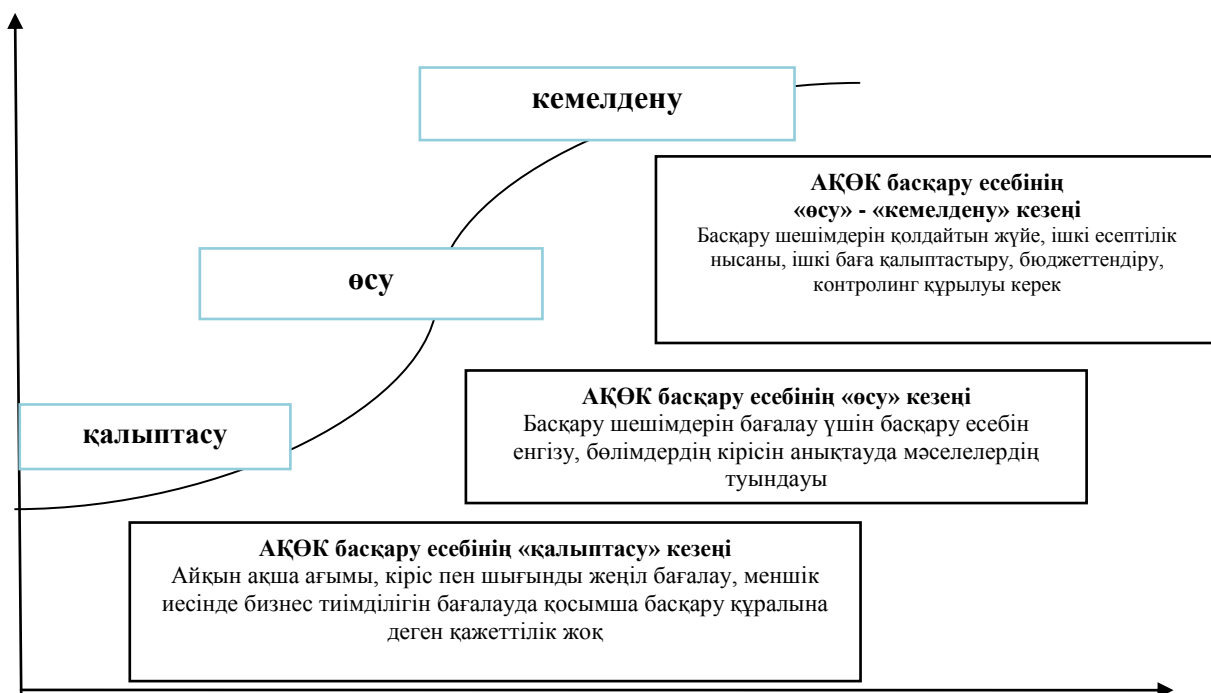 кемелдену
АҚӨК басқару есебінің
«өсу» - «кемелдену» кезеңі
Басқару шешімдерін қолдайтын жүйе, ішкі есептілік
нысаны, ішкі баға қалыптастыру, бюджеттендіру,
контролинг құрылуы керек
өсу
АҚӨК басқару есебінің «өсу» кезеңі
Басқару шешімдерін бағалау үшін басқару есебін
енгізу, бөлімдердің кірісін анықтауда мәселелердің
туындауы
қалыптасу
АҚӨК басқару есебінің «қалыптасу» кезеңі
Айқын ақша ағымы, кіріс пен шығынды жеңіл бағалау, меншік
иесінде бизнес тиімділігін бағалауда қосымша басқару құралына
деген қажеттілік жоқ